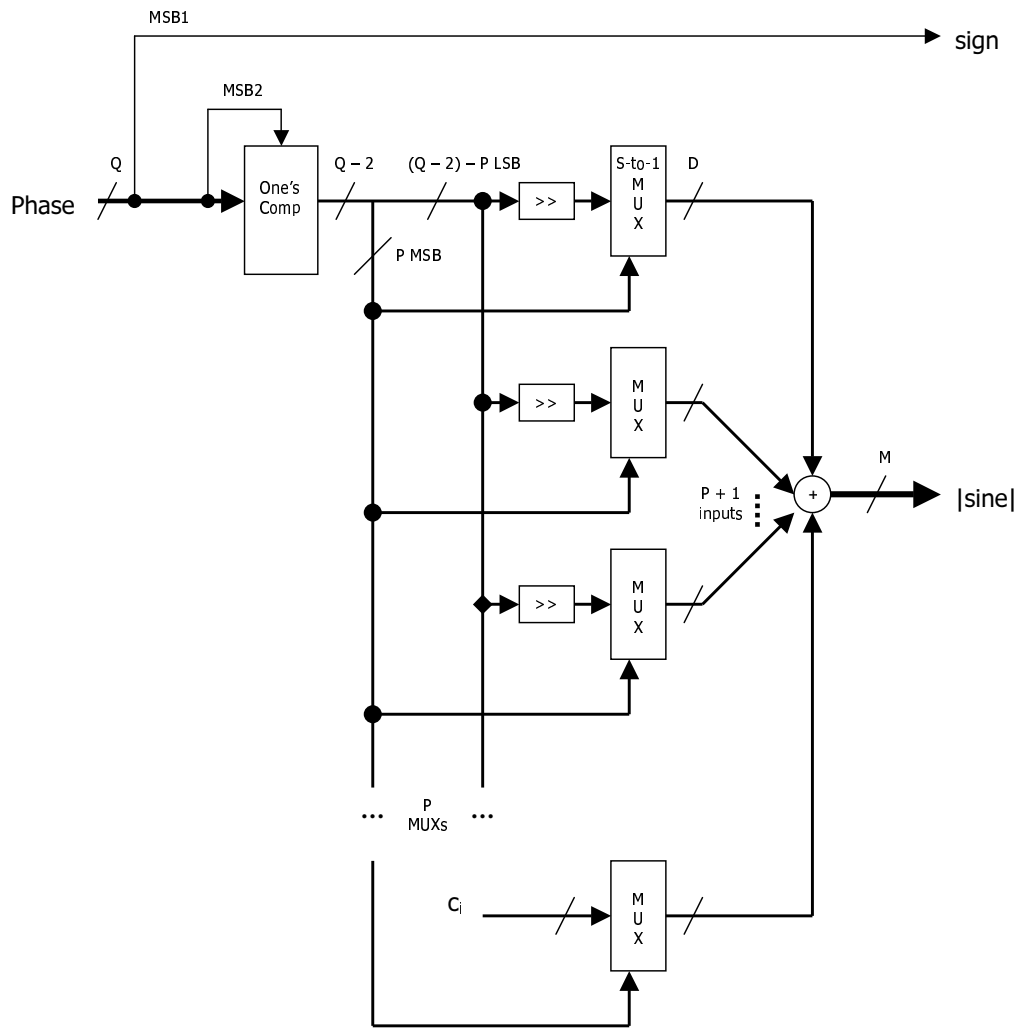 MSB1
sign
MSB2
Q
Q – 2
(Q – 2) – P LSB
S-to-1
M
U
X
D
Phase
One's
Comp
>>
P MSB
M
U
X
>>
M
P + 1
inputs
+
|sine|
M
U
X
>>
P
MUXs
...
...
Ci
M
U
X